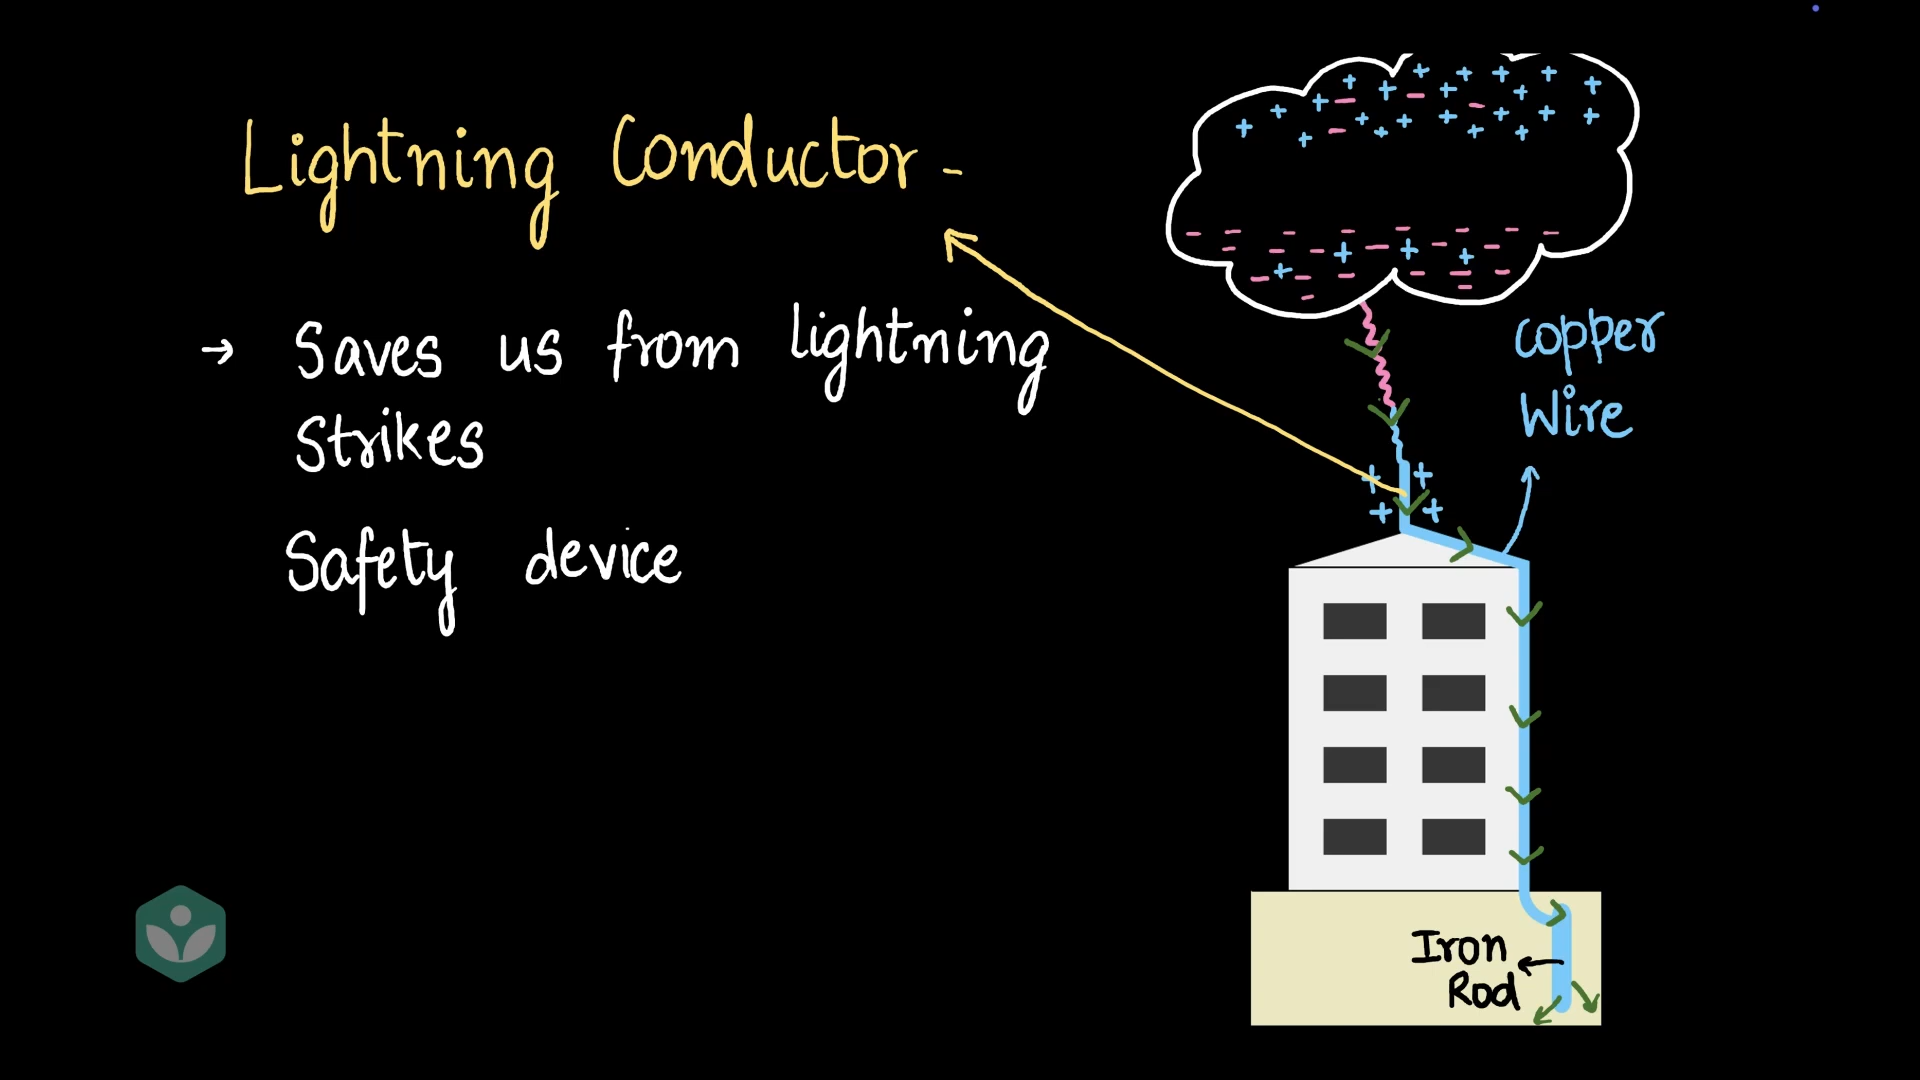 Lightning Conductor -
→ Saves us from lightning
Strikes
Safety device
Copper
Wire
Iron
Rod